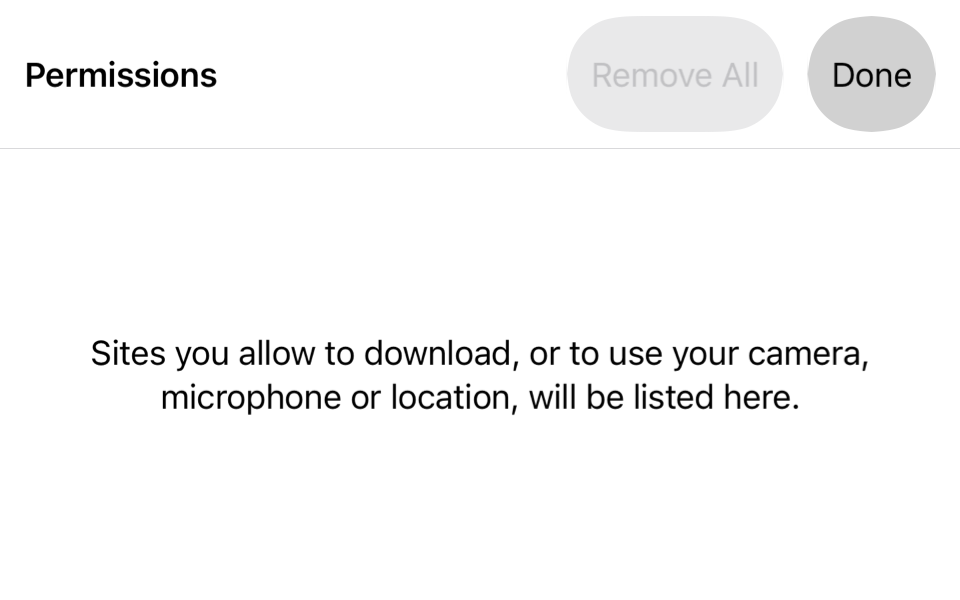 Permissions
Remove All
Done
Sites you allow to download, or to use your camera,
microphone or location, will be listed here.